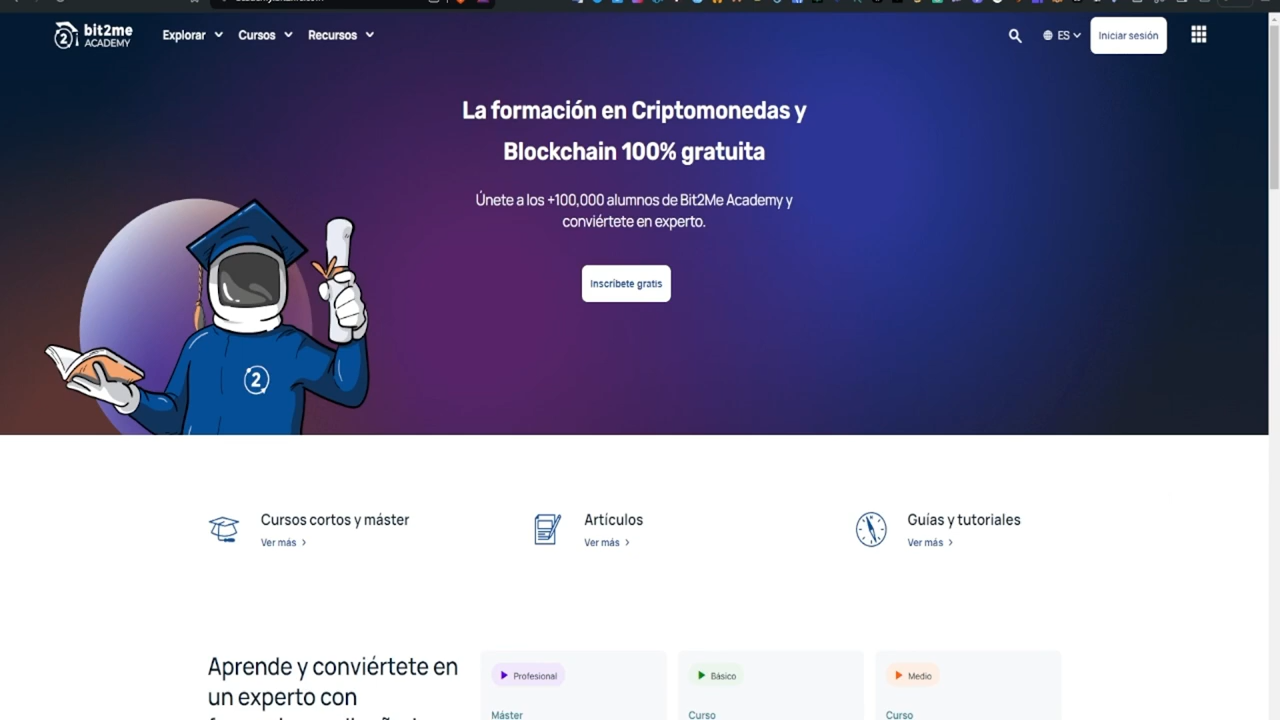 bit2me
ACADEMY
Explorar
Cursos
Recursos
ES
Iniciar sesión
La formación en Criptomonedas y
Blockchain 100% gratuita
Únete a los +100,000 alumnos de Bit2Me Academy y
conviértete en experto.
Inscríbete gratis
2
Cursos cortos y máster
Ver más
Artículos
Ver más
Guías y tutoriales
Ver más
Aprende y conviértete en
un experto con
Profesional
Máster
Básico
Curso
Medio
Curso